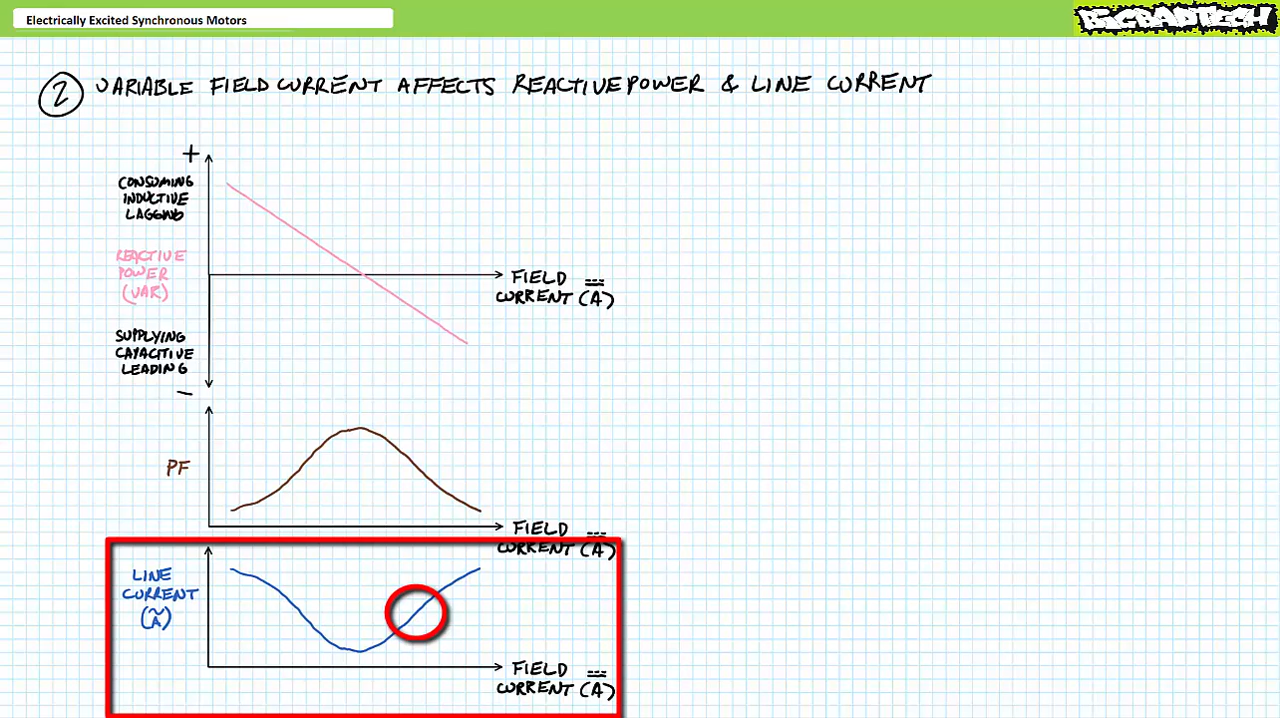 Electrically Excited Synchronous Motors
BIGBADTECH
2 VARIABLE FIELD CURRENT AFFECTS REACTIVE POWER & LINE CURRENT
+
CONSUMING
INDUCTIVE
LAGGING
REACTIVE
POWER
(VAR)
FIELD
CURRENT (A)
SUPPLYING
CAPACITIVE
LEADING
-
PF
FIELD
CURRENT (A)
LINE
CURRENT
(A)
FIELD
CURRENT (A)